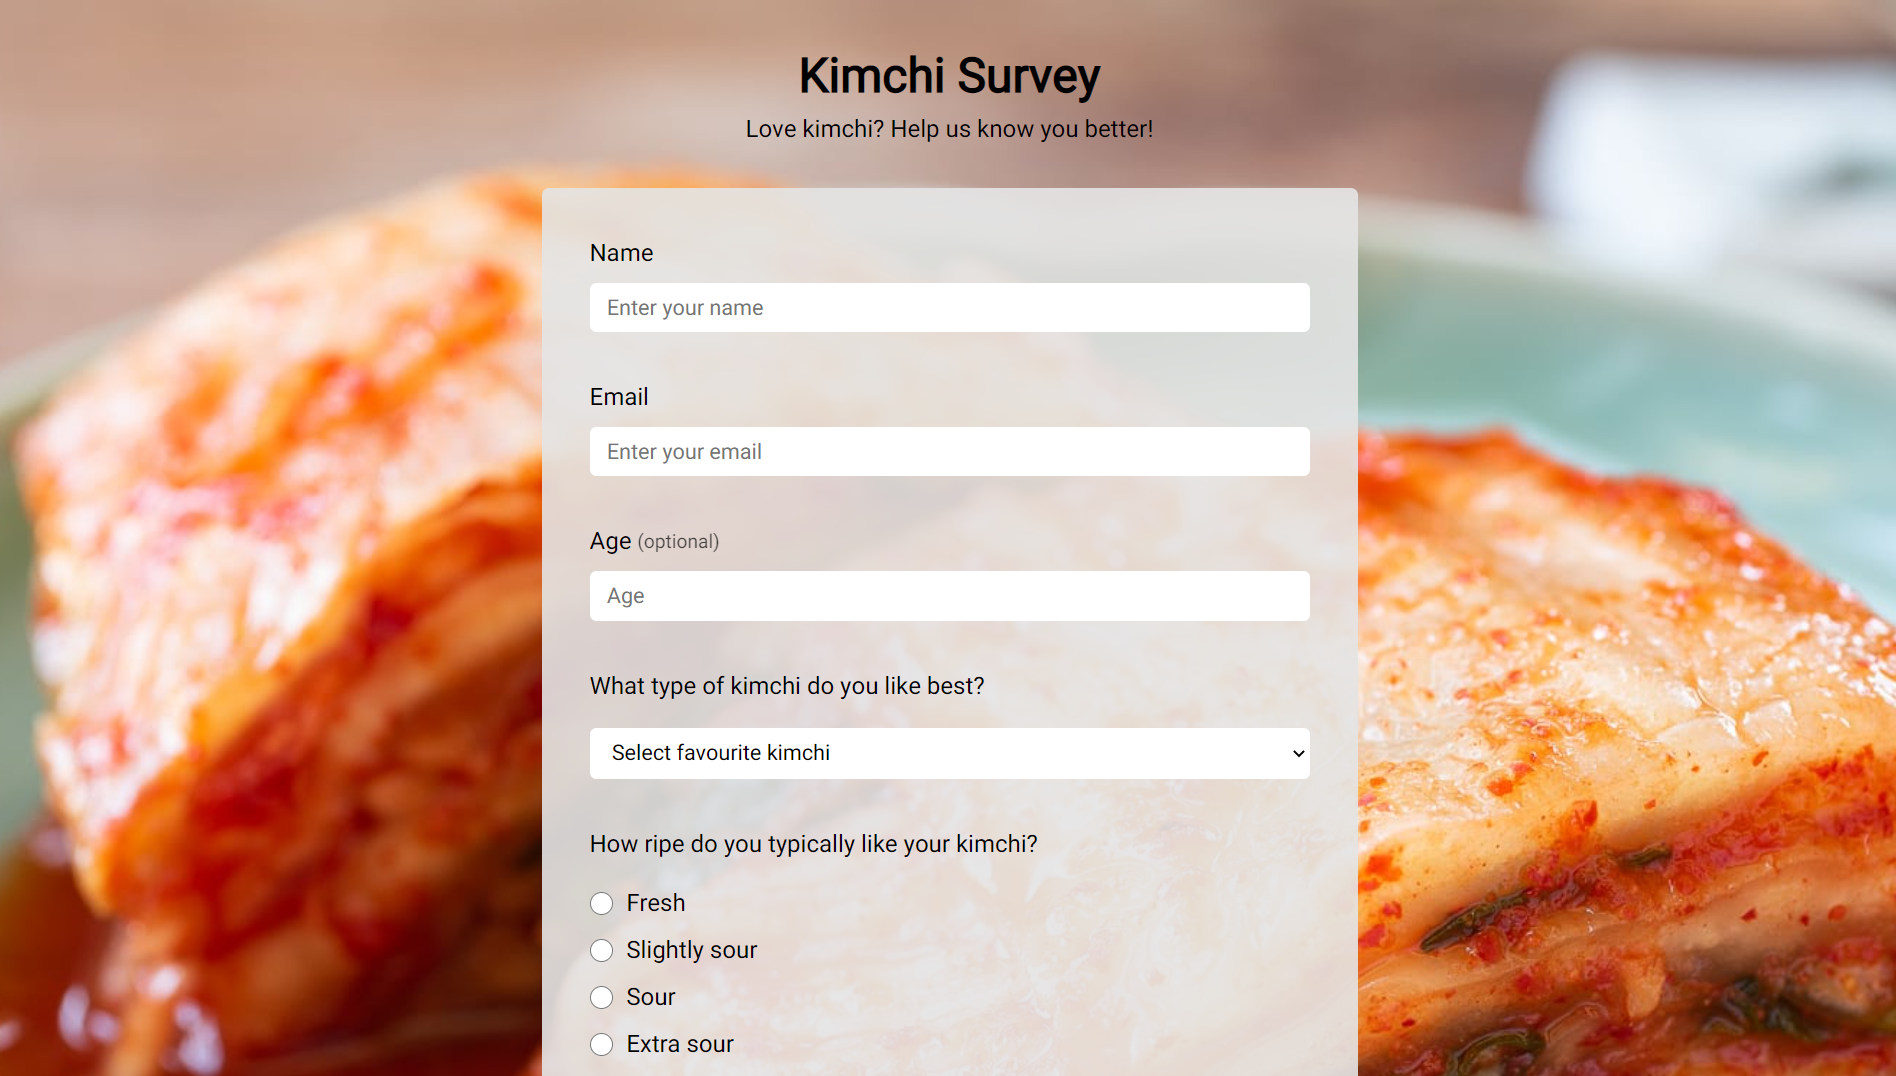 Kimchi Survey
Love kimchi? Help us know you better!
Name
Enter your name
Email
Enter your email
Age (optional)
Age
What type of kimchi do you like best?
Select favourite kimchi
How ripe do you typically like your kimchi?
Fresh
Slightly sour
Sour
Extra sour